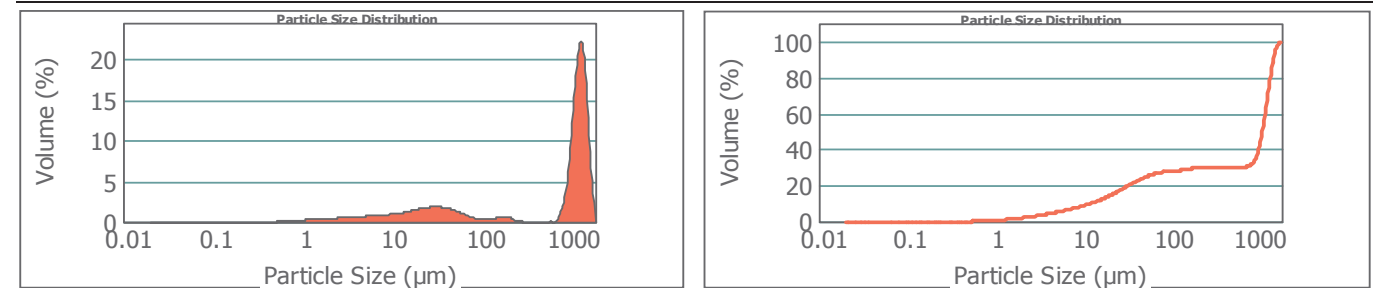 Particle Size Distribution
Volume (%)
20
15
10
5
0
0.01 0.1 1 10 100 1000
Particle Size (µm)
Particle Size Distribution
Volume (%)
100
80
60
40
20
0
0.01 0.1 1 10 100 1000
Particle Size (µm)